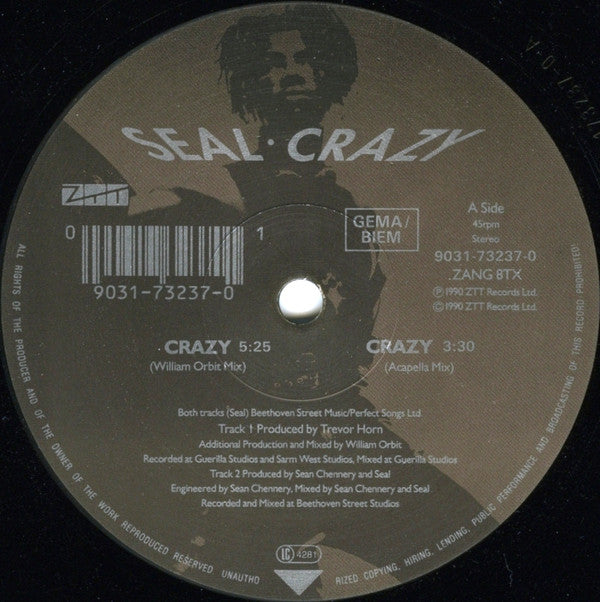 SEAL · CRAZY
ZTT
0 1
9031-73237-0
GEMA/
BIEM
A Side
45rpm
Stereo
9031-73237-0
ZANG 8TX
Ⓟ1990 ZTT Records Ltd.
©1990 ZTT Records Ltd.
CRAZY 5:25
(William Orbit Mix)
CRAZY 3:30
(Acapella Mix)
Both tracks (Seal) Beethoven Street Music/Perfect Songs Ltd
Track 1 Produced by Trevor Horn
Additional Production and Mixed by William Orbit
Recorded at Guerilla Studios and Sarm West Studios, Mixed at Guerilla Studios
Track 2 Produced by Sean Chennery and Seal
Engineered by Sean Chennery, Mixed by Sean Chennery and Seal
Recorded and Mixed at Beethoven Street Studios
LC 4281
ALL RIGHTS OF THE PRODUCER AND OF THE OWNER OF THE WORK REPRODUCED RESERVED UNAUTHO RIZED COPYING, HIRING, LENDING, PUBLIC PERFORMANCE AND BROADCASTING OF THIS RECORD PROHIBITED!